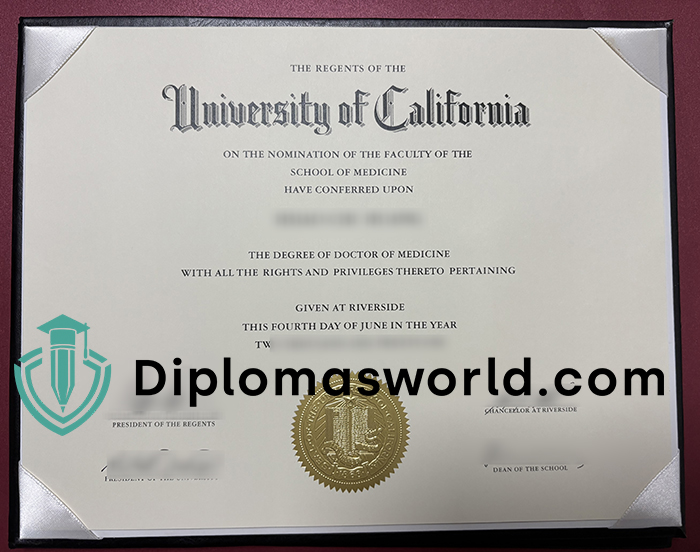 THE REGENTS OF THE
University of California
ON THE NOMINATION OF THE FACULTY OF THE
SCHOOL OF MEDICINE
HAVE CONFERRED UPON
THE DEGREE OF DOCTOR OF MEDICINE
WITH ALL THE RIGHTS AND PRIVILEGES THERETO PERTAINING
GIVEN AT RIVERSIDE
THIS FOURTH DAY OF JUNE IN THE YEAR
Diplomasworld.com
PRESIDENT OF THE REGENTS
CHANCELLOR AT RIVERSIDE
PRESIDENT OF THE
DEAN OF THE SCHOOL